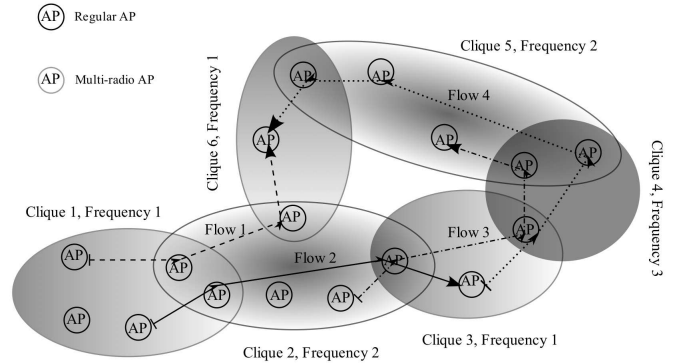 AP Regular AP
AP Multi-radio AP
Clique 5, Frequency 2
Clique 6, Frequency 1
AP
AP
Flow 4
AP
AP
AP
AP
Clique 4, Frequency 3
Clique 1, Frequency 1
AP
Flow 1
Flow 3
AP
AP
AP
Flow 2
AP
AP
AP
AP
AP
AP
AP
Clique 3, Frequency 1
Clique 2, Frequency 2